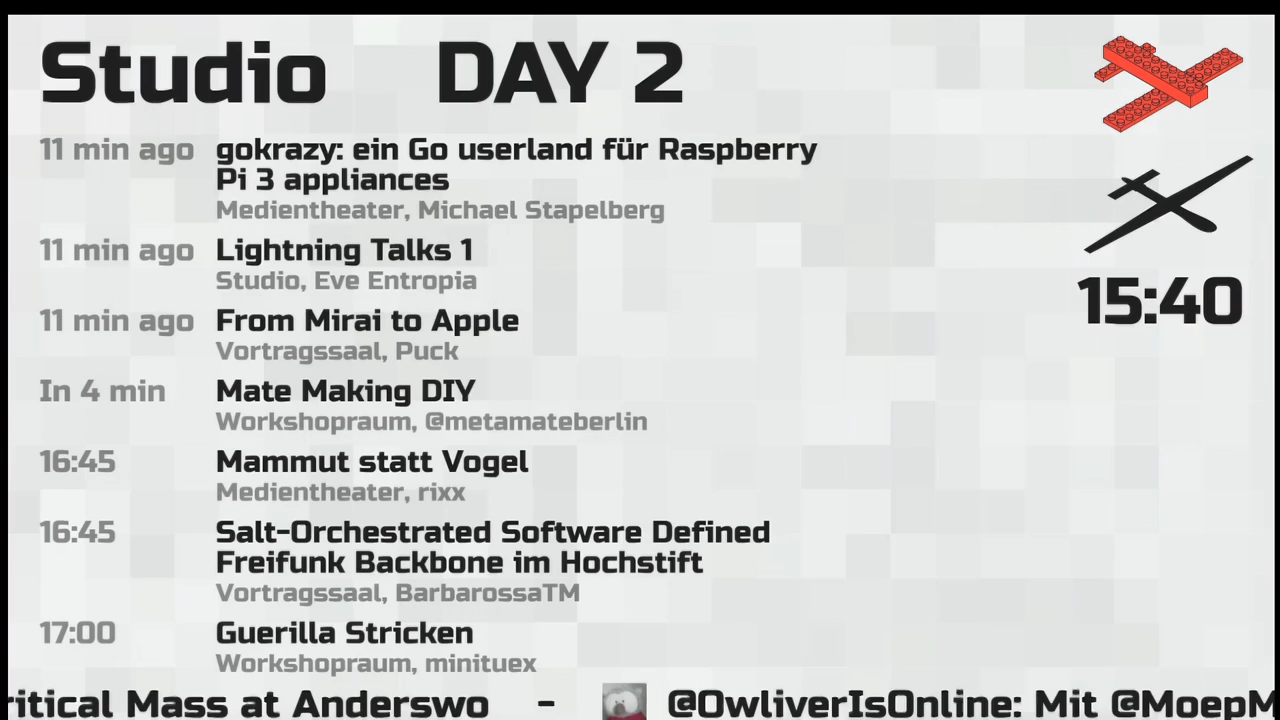 Studio DAY 2
11 min ago gokrazy: ein Go userland für Raspberry
Pi 3 appliances
Medientheater, Michael Stapelberg
11 min ago Lightning Talks 1
Studio, Eve Entropia
11 min ago From Mirai to Apple
Vortragssaal, Puck
In 4 min Mate Making DIY
Workshopraum, @metamateberlin
16:45 Mammut statt Vogel
Medientheater, rixx
16:45 Salt-Orchestrated Software Defined
Freifunk Backbone im Hochstift
Vortragssaal, BarbarossaTM
17:00 Guerilla Stricken
Workshopraum, minituex
15:40
ritical Mass at Anderswo - @OwliverIsOnline: Mit @MoepM